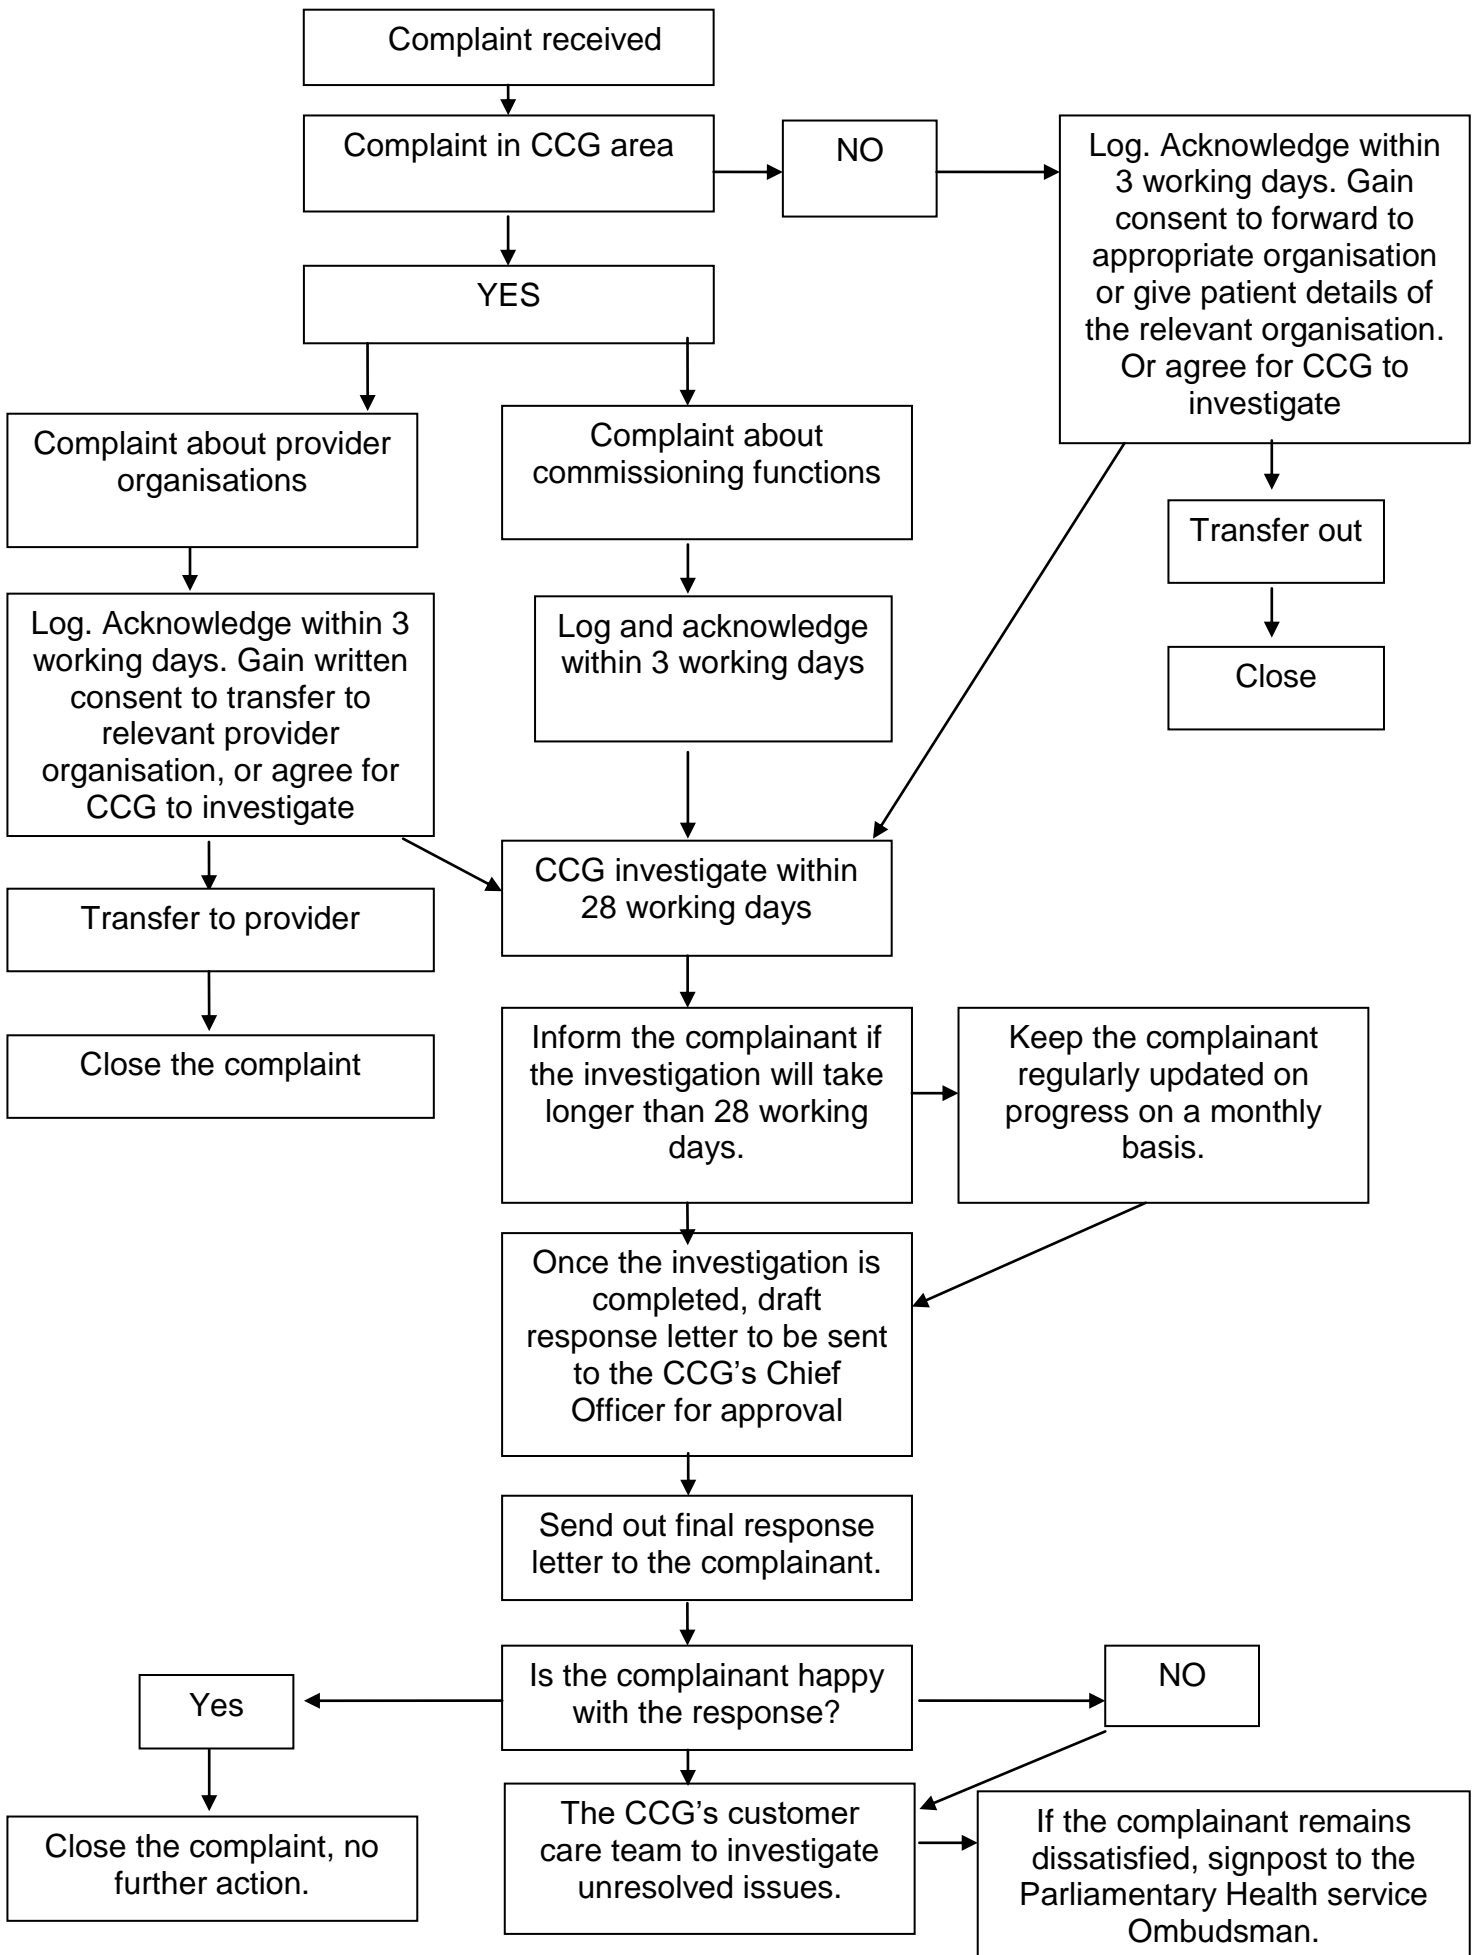 Complaint received
Complaint in CCG area
NO
Log. Acknowledge within
3 working days. Gain
consent to forward to
appropriate organisation
or give patient details of
the relevant organisation.
Or agree for CCG to
investigate
YES
Complaint about provider
organisations
Complaint about
commissioning functions
Transfer out
Close
Log. Acknowledge within 3
working days. Gain written
consent to transfer to
relevant provider
organisation, or agree for
CCG to investigate
Log and acknowledge
within 3 working days
CCG investigate within
28 working days
Transfer to provider
Close the complaint
Inform the complainant if
the investigation will take
longer than 28 working
days.
Keep the complainant
regularly updated on
progress on a monthly
basis.
Once the investigation is
completed, draft
response letter to be sent
to the CCG’s Chief
Officer for approval
Send out final response
letter to the complainant.
Is the complainant happy
with the response?
Yes
NO
Close the complaint, no
further action.
The CCG’s customer
care team to investigate
unresolved issues.
If the complainant remains
dissatisfied, signpost to the
Parliamentary Health service
Ombudsman.